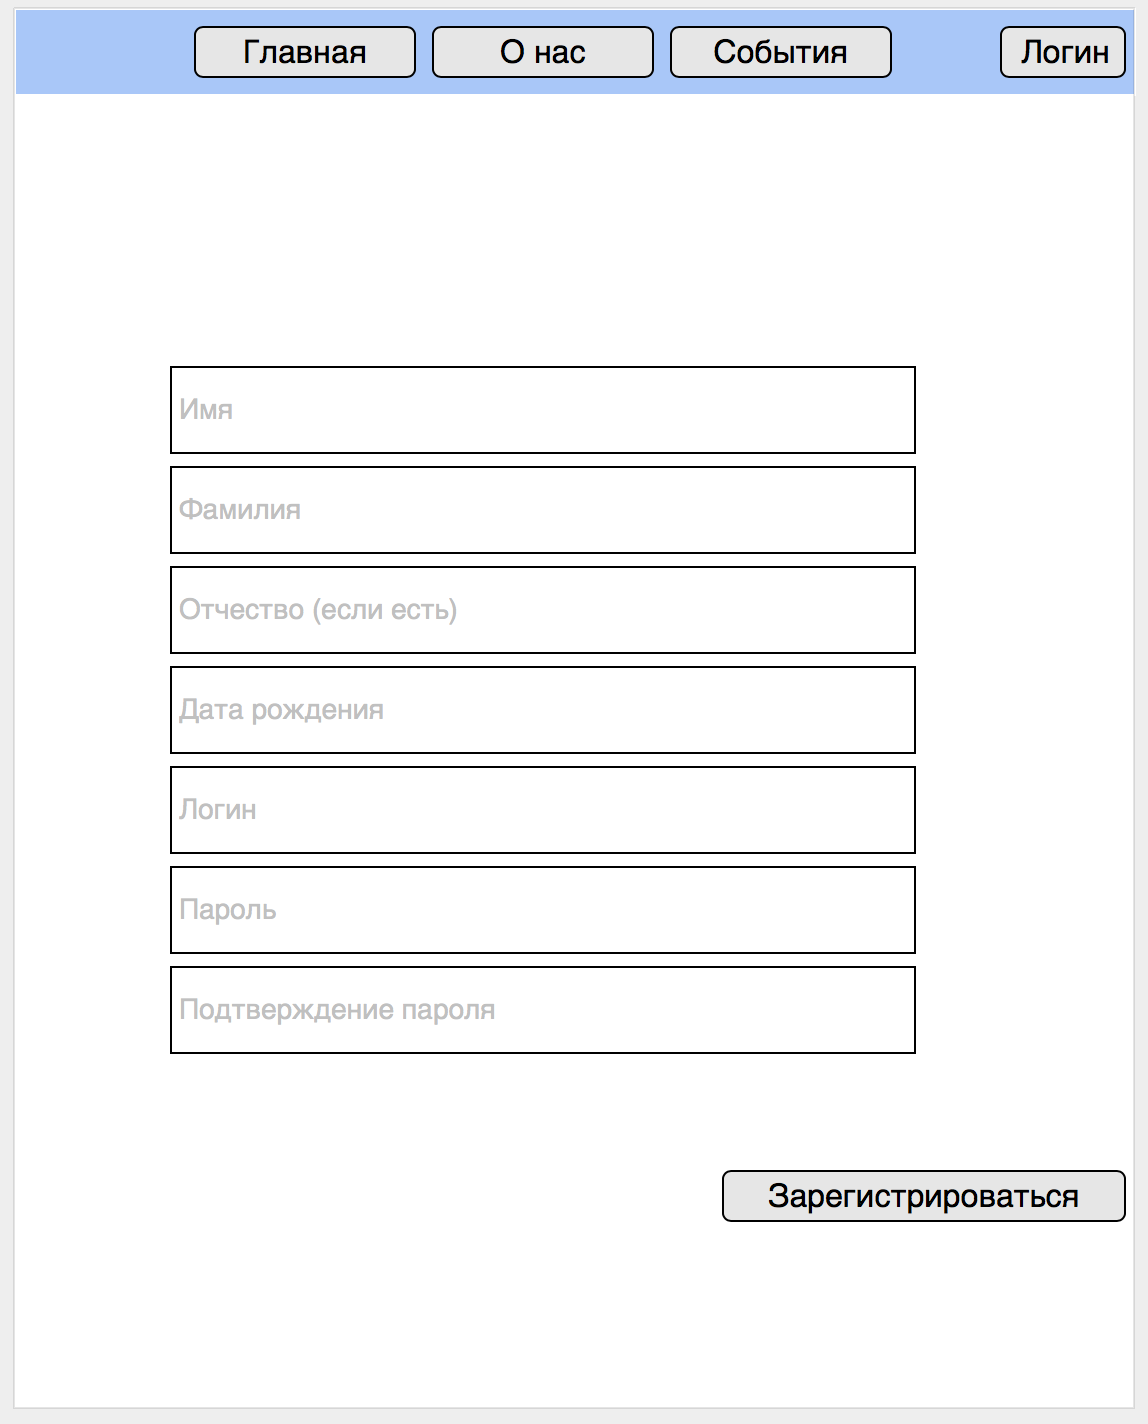 Главная
О нас
События
Логин
Имя
Фамилия
Отчество (если есть)
Дата рождения
Логин
Пароль
Подтверждение пароля
Зарегистрироваться